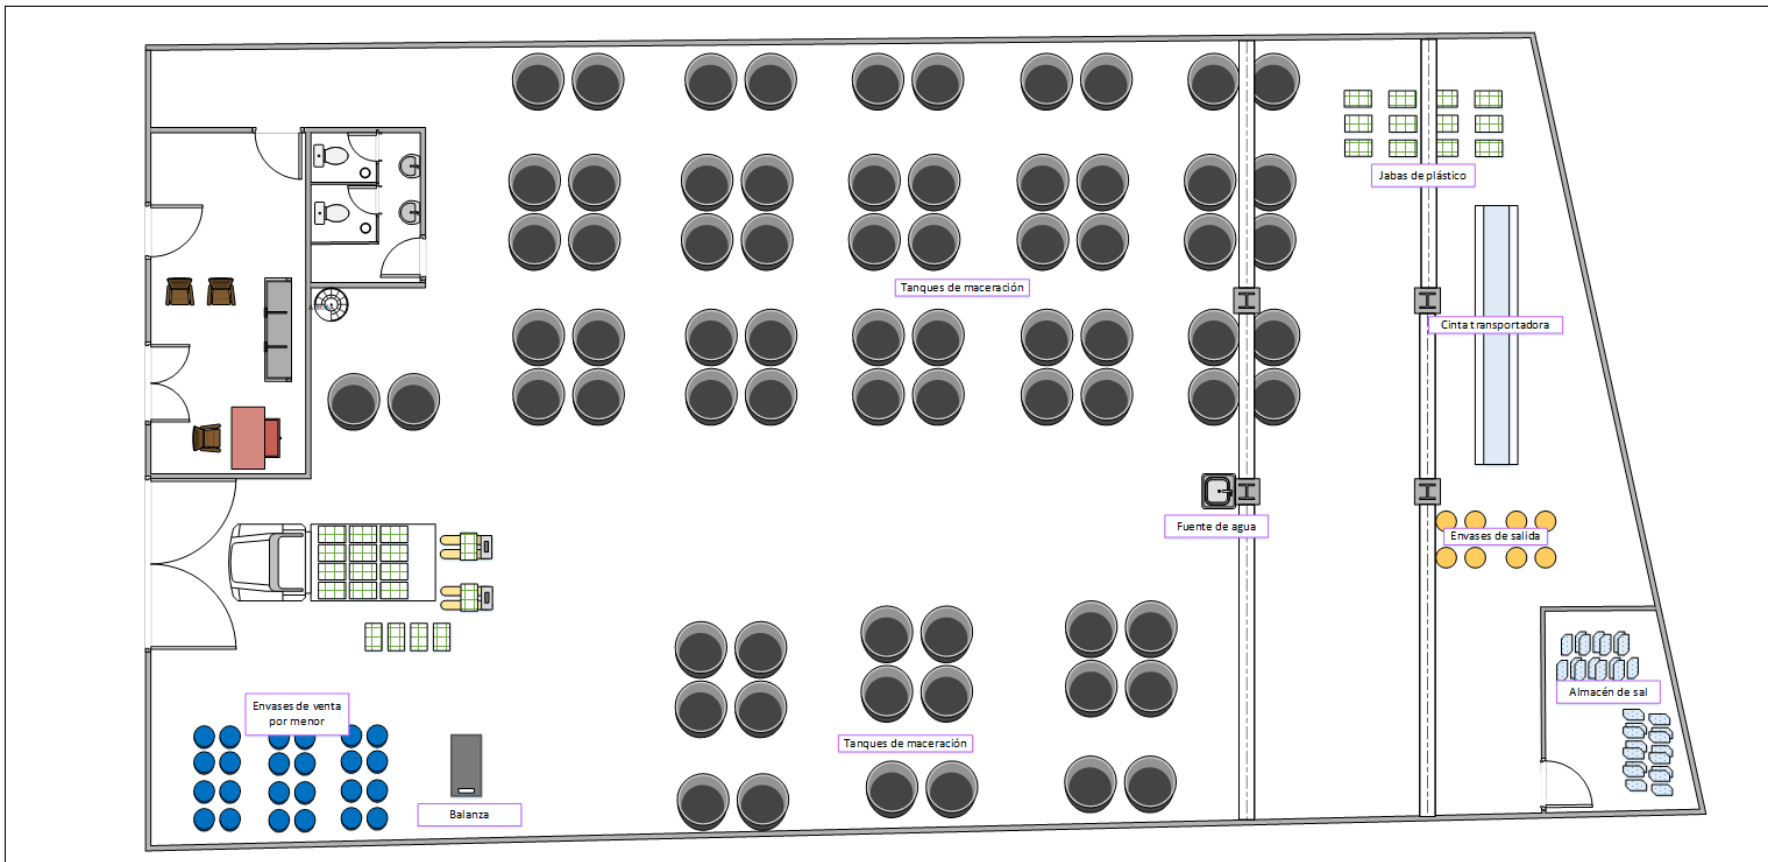 Jabas de plástico
Tanques de maceración
Cinta transportadora
Fuente de agua
Envases de salida
Almacén de sal
Envases de venta
por menor
Tanques de maceración
Balanza